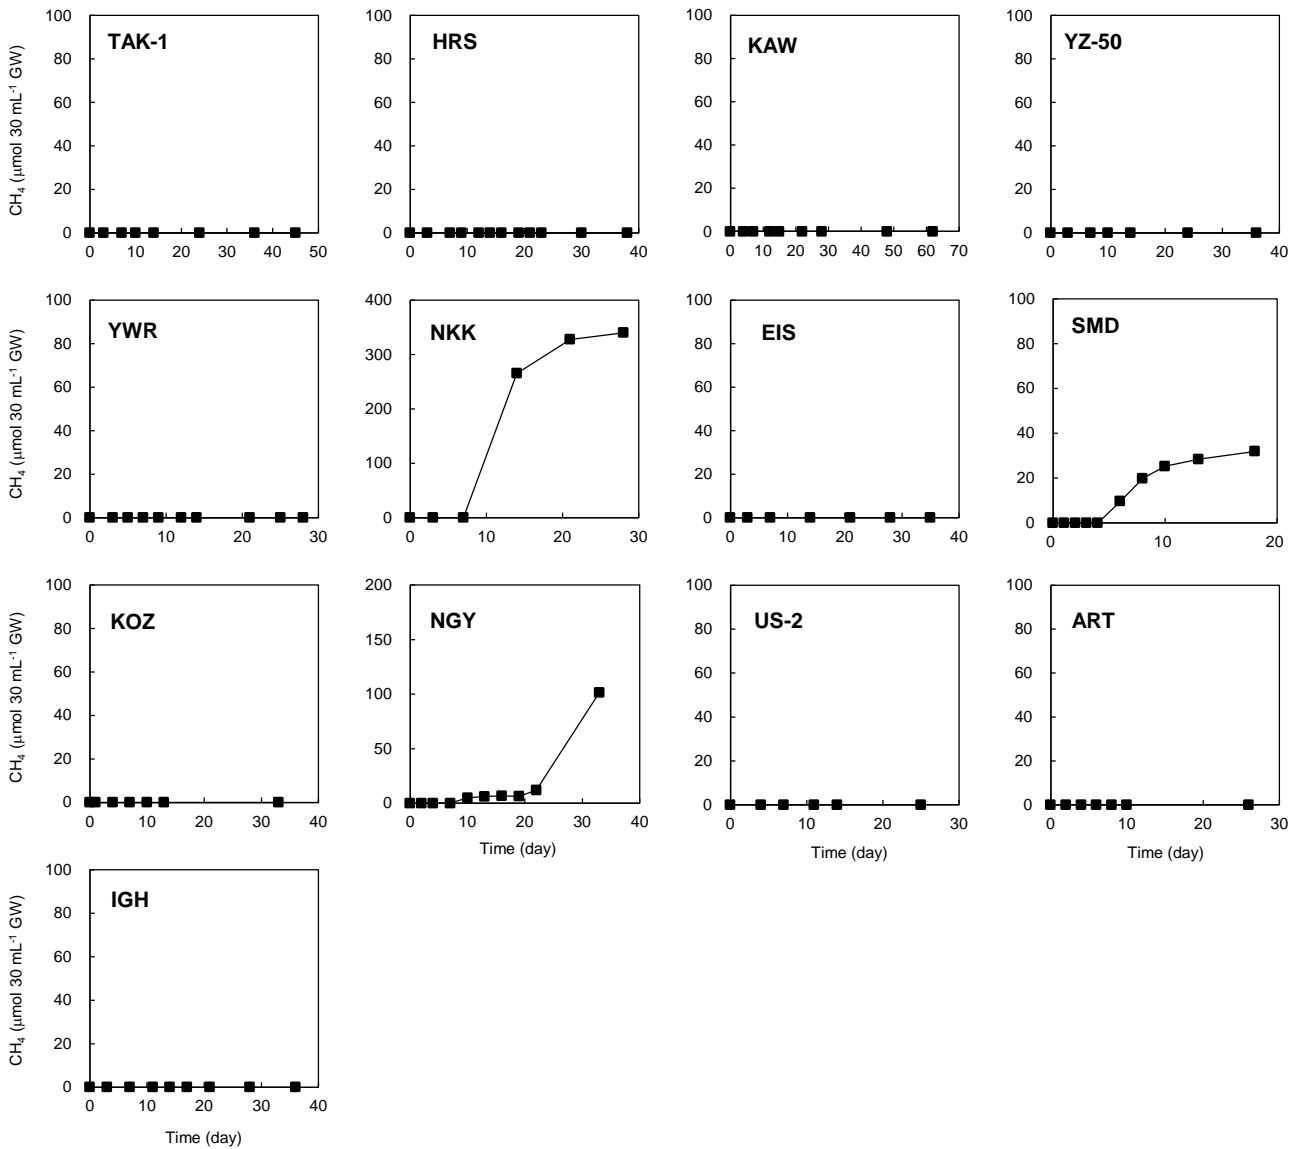 TAK-1
CH₄ (μmol 30 mL⁻¹ GW)
100
80
60
40
20
0
0 10 20 30 40 50
HRS
100
80
60
40
20
0
0 10 20 30 40
KAW
100
80
60
40
20
0
0 10 20 30 40 50 60 70
YZ-50
100
80
60
40
20
0
0 10 20 30 40
YWR
CH₄ (μmol 30 mL⁻¹ GW)
100
80
60
40
20
0
0 10 20 30
NKK
400
300
200
100
0
0 10 20 30
EIS
100
80
60
40
20
0
0 10 20 30 40
SMD
100
80
60
40
20
0
0 10 20
KOZ
CH₄ (μmol 30 mL⁻¹ GW)
100
80
60
40
20
0
0 10 20 30 40
NGY
200
150
100
50
0
0 10 20 30 40
Time (day)
US-2
100
80
60
40
20
0
0 10 20 30
Time (day)
ART
100
80
60
40
20
0
0 10 20 30
Time (day)
IGH
CH₄ (μmol 30 mL⁻¹ GW)
100
80
60
40
20
0
0 10 20 30 40
Time (day)